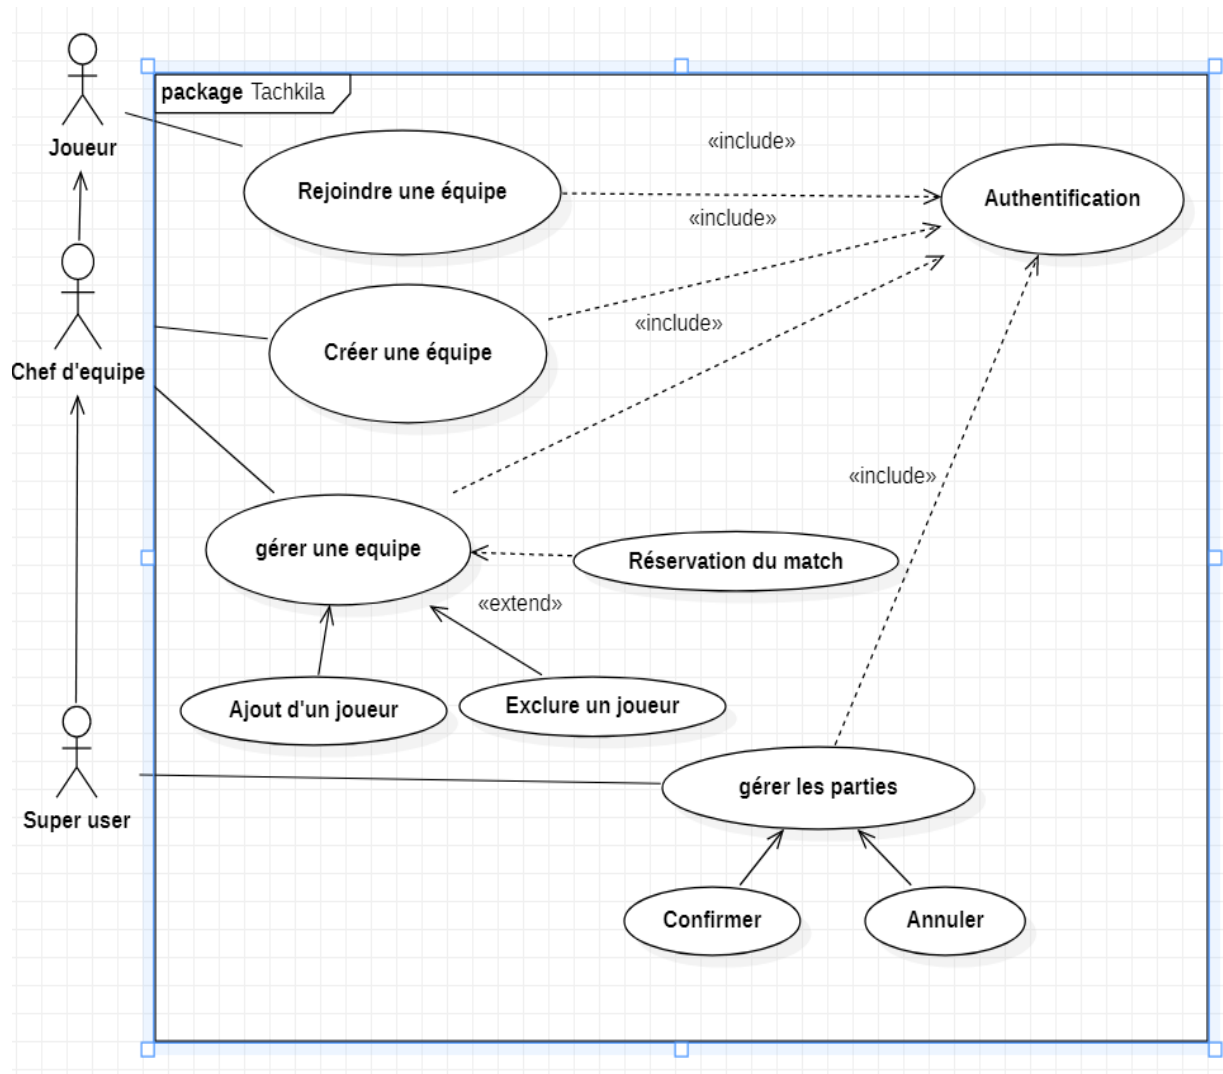 package Tachkila
Joueur
«include»
Rejoindre une équipe
Authentification
«include»
Créer une équipe
«include»
Chef d'equipe
«include»
gérer une equipe
Réservation du match
«extend»
Ajout d'un joueur
Exclure un joueur
gérer les parties
Super user
Confirmer
Annuler